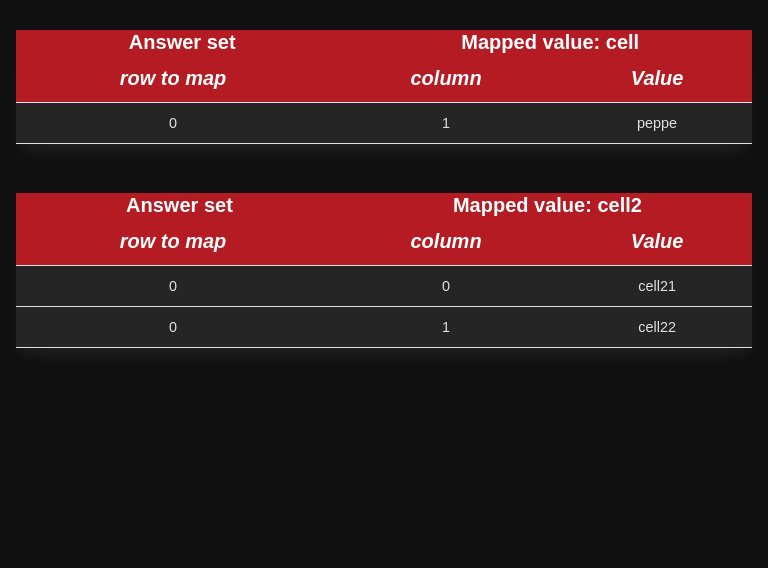 Answer set Mapped value: cell
row to map column Value
0 1 peppe
Answer set Mapped value: cell2
row to map column Value
0 0 cell21
0 1 cell22